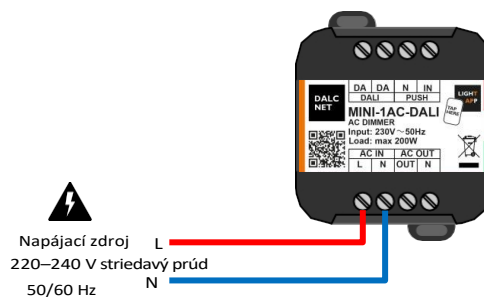 DA DA N IN
DALI PUSH
DALC
NET
LIGHT
APP
TAP
HERE
MINI-1AC-DALI
AC DIMMER
Input: 230V ~ 50Hz
Load: max 200W
AC IN AC OUT
L N OUT N
Napájací zdroj L
220–240 V striedavý prúd
50/60 Hz N